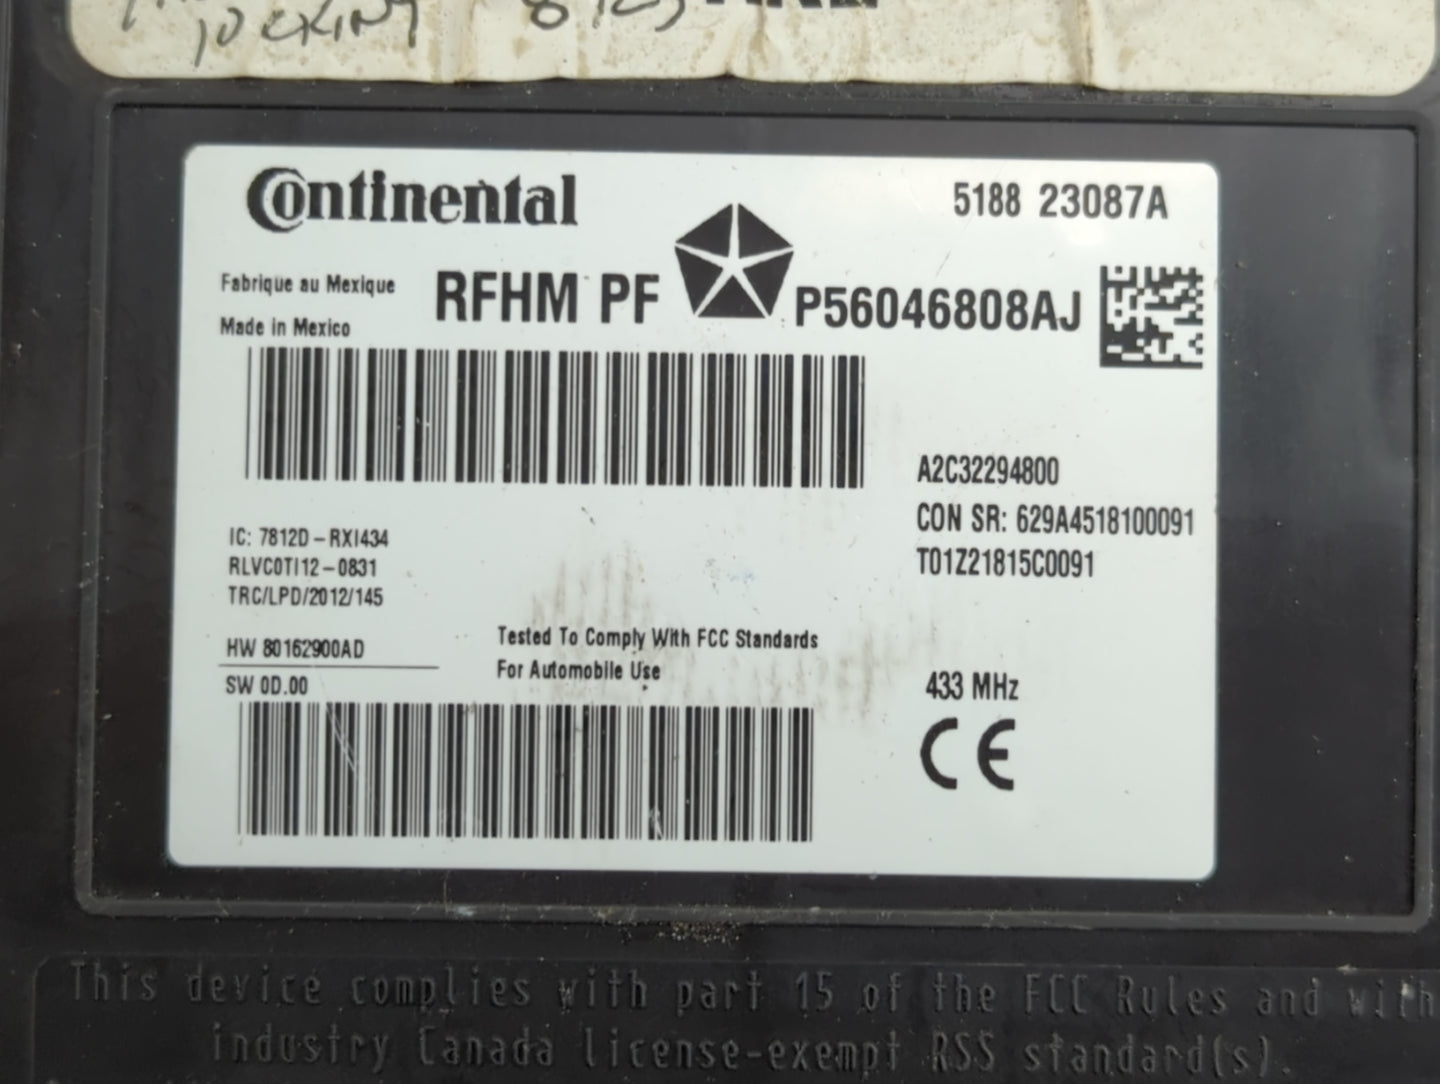 Continental
5188 23087A
Fabrique au Mexique
Made in Mexico
RFHM PF
P56046808AJ
A2C32294800
CON SR: 629A4518100091
T01Z21815C0091
IC: 7812D-RXI434
RLVC0TI12-0831
TRC/LPD/2012/145
HW 80162900AD
SW 0D.00
Tested To Comply With FCC Standards
For Automobile Use
433 MHz
CE
This device complies with part 15 of the FCC Rules and with
industry Canada license-exempt RSS standard(s).